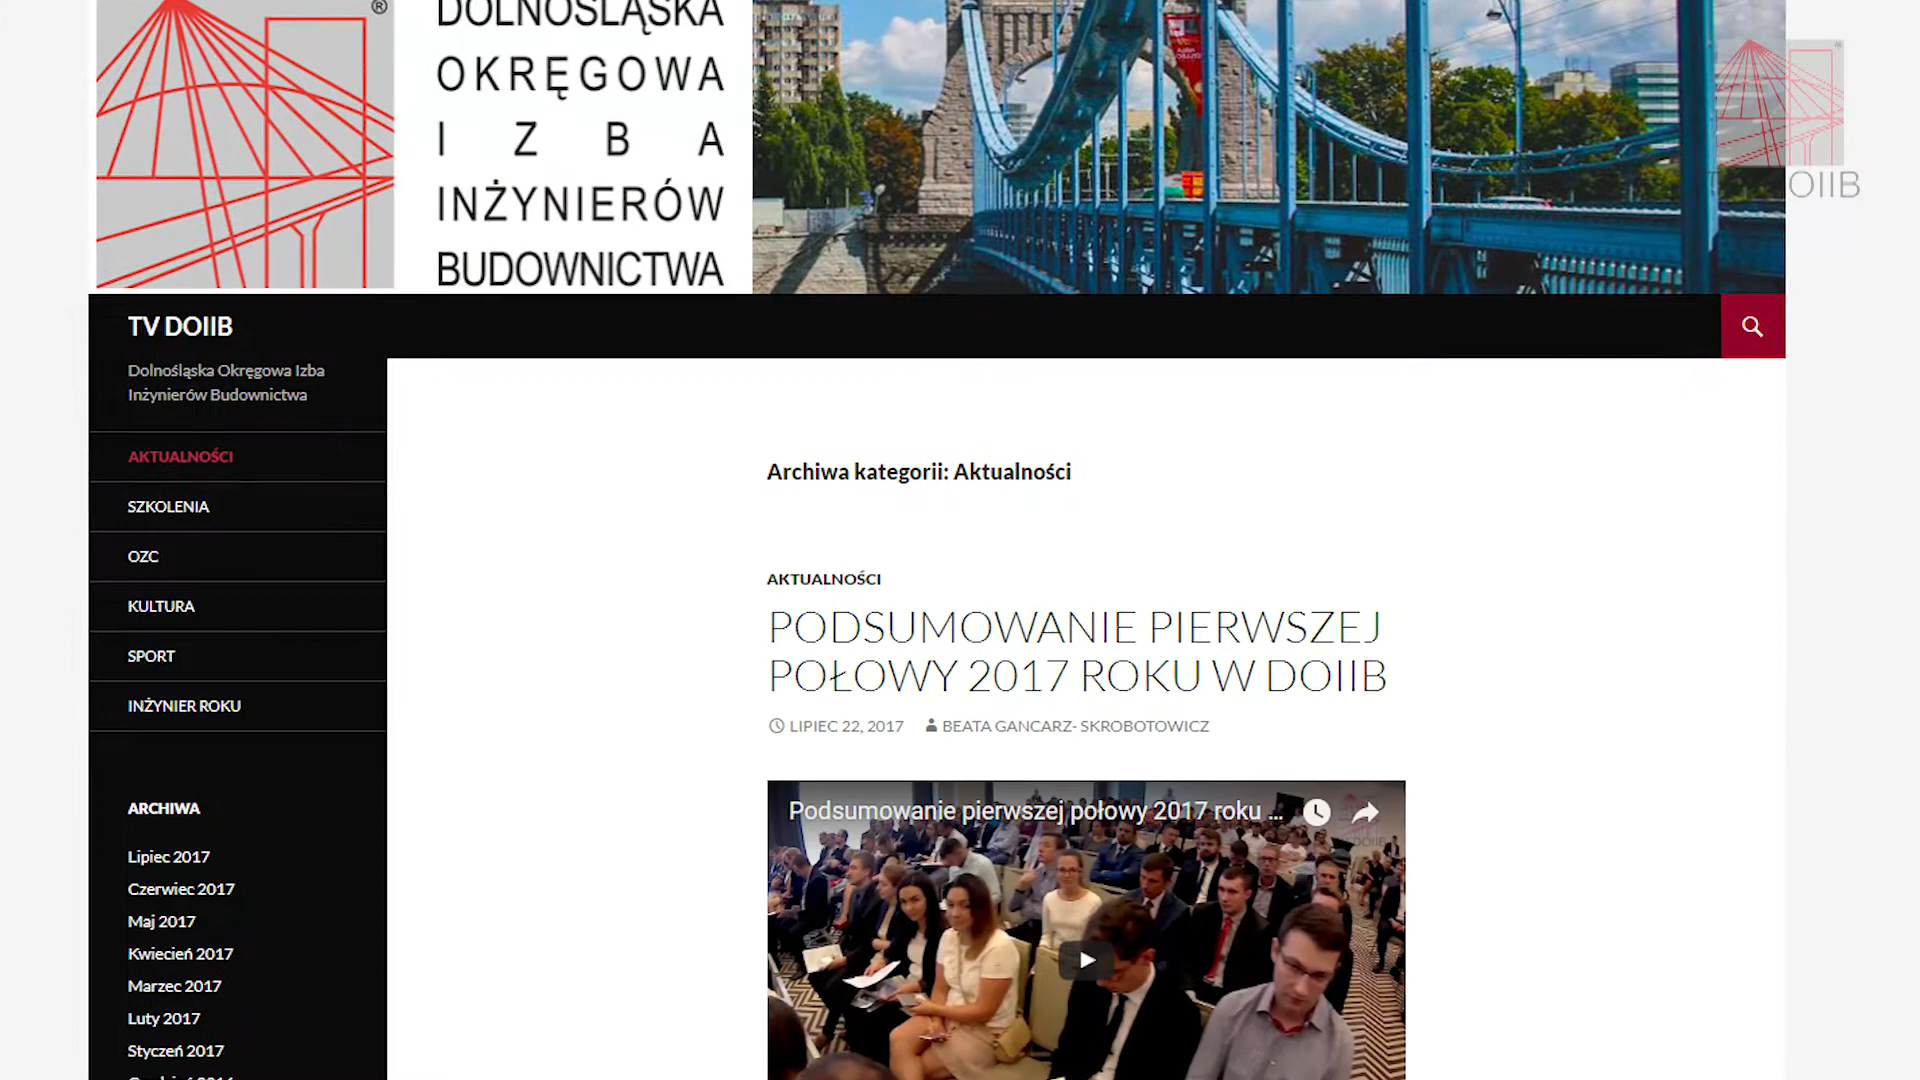 ®
DOLNOŚLĄSKA
OKRĘGOWA
IZBA
INŻYNIERÓW
BUDOWNICTWA
OIIB
TV DOIIB
Dolnośląska Okręgowa Izba
Inżynierów Budownictwa
AKTUALNOŚCI
SZKOLENIA
OZC
KULTURA
SPORT
INŻYNIER ROKU
ARCHIWA
Lipiec 2017
Czerwiec 2017
Maj 2017
Kwiecień 2017
Marzec 2017
Luty 2017
Styczeń 2017
Archiwa kategorii: Aktualności
AKTUALNOŚCI
PODSUMOWANIE PIERWSZEJ
POŁOWY 2017 ROKU W DOIIB
LIPIEC 22, 2017 BEATA GANCARZ- SKROBOTOWICZ
Podsumowanie pierwszej połowy 2017 roku ...
DOIIB